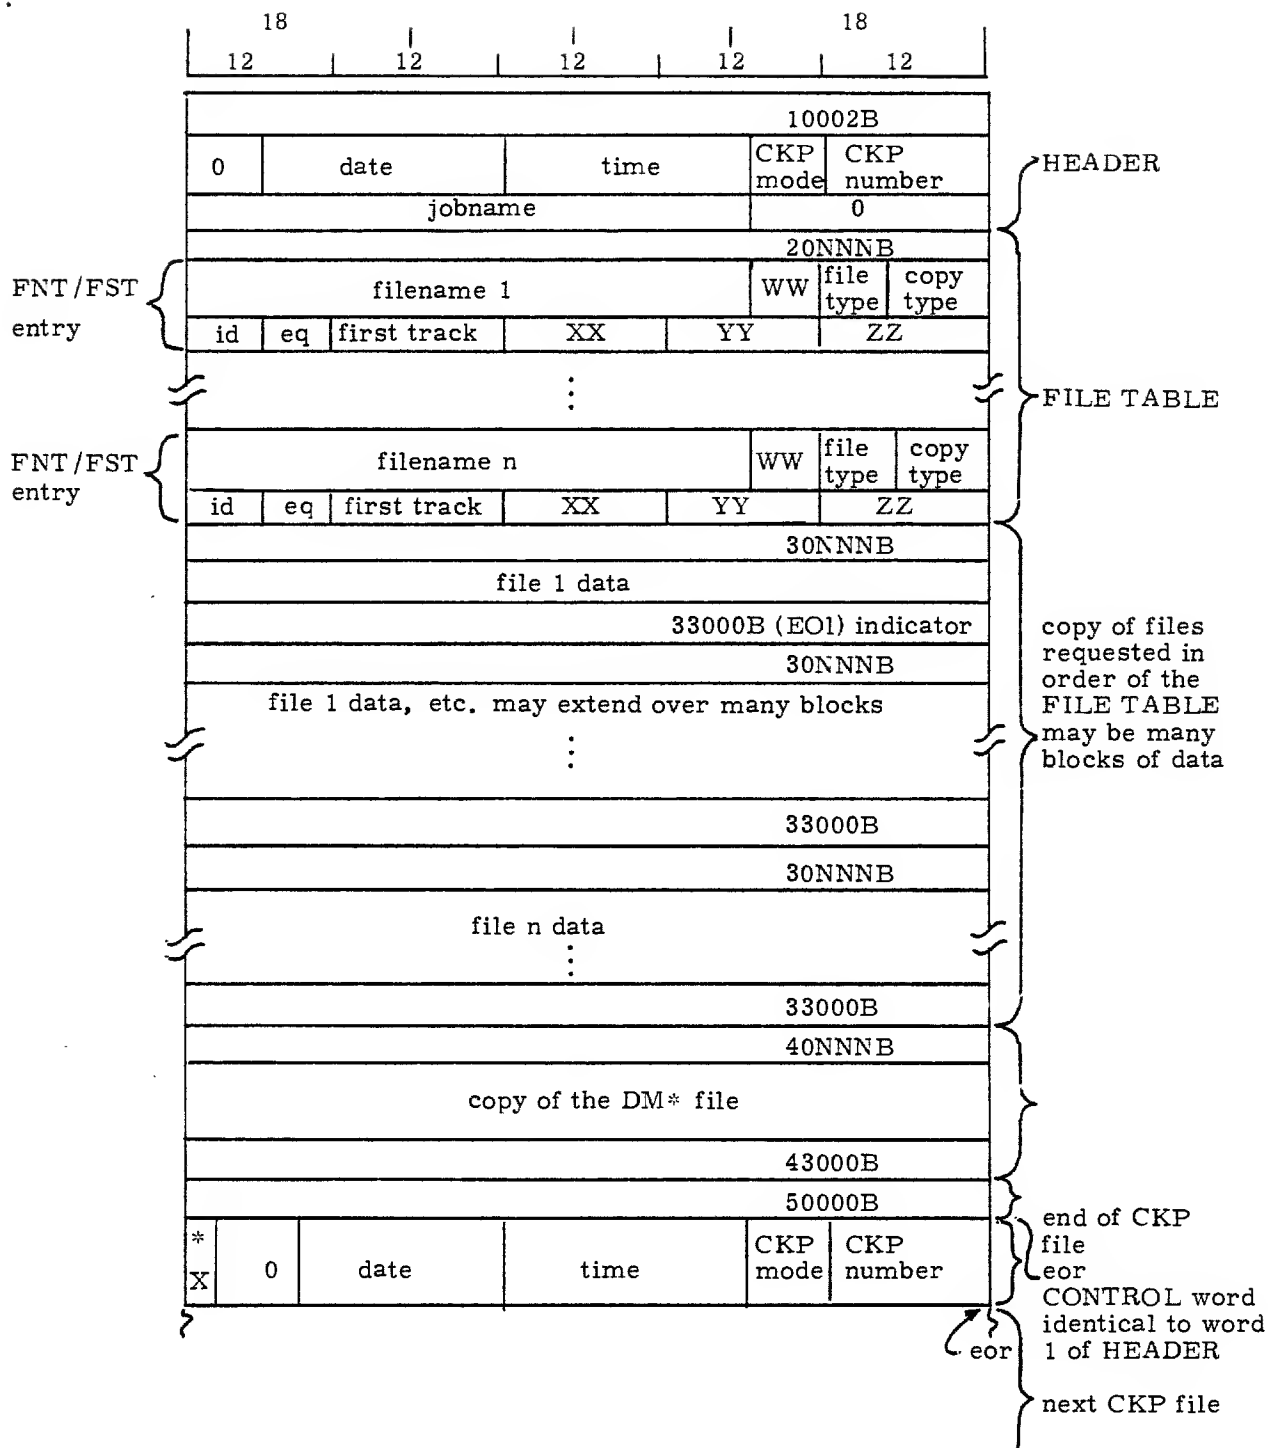 18 18
12 12 12 12 12
10002B
0 date time CKP mode CKP number
HEADER
jobname 0
20NNNB
FNT/FST entry
filename 1 WW file type copy type
id eq first track XX YY ZZ
FILE TABLE
FNT/FST entry
filename n WW file type copy type
id eq first track XX YY ZZ
30NNNB
file 1 data
33000B (EOI) indicator
30NNNB
file 1 data, etc. may extend over many blocks
copy of files
requested in
order of the
FILE TABLE
may be many
blocks of data
33000B
30NNNB
file n data
33000B
40NNNB
copy of the DM* file
43000B
50000B
* X 0 date time CKP mode CKP number
end of CKP
file
eor
CONTROL word
identical to word
1 of HEADER
eor
next CKP file